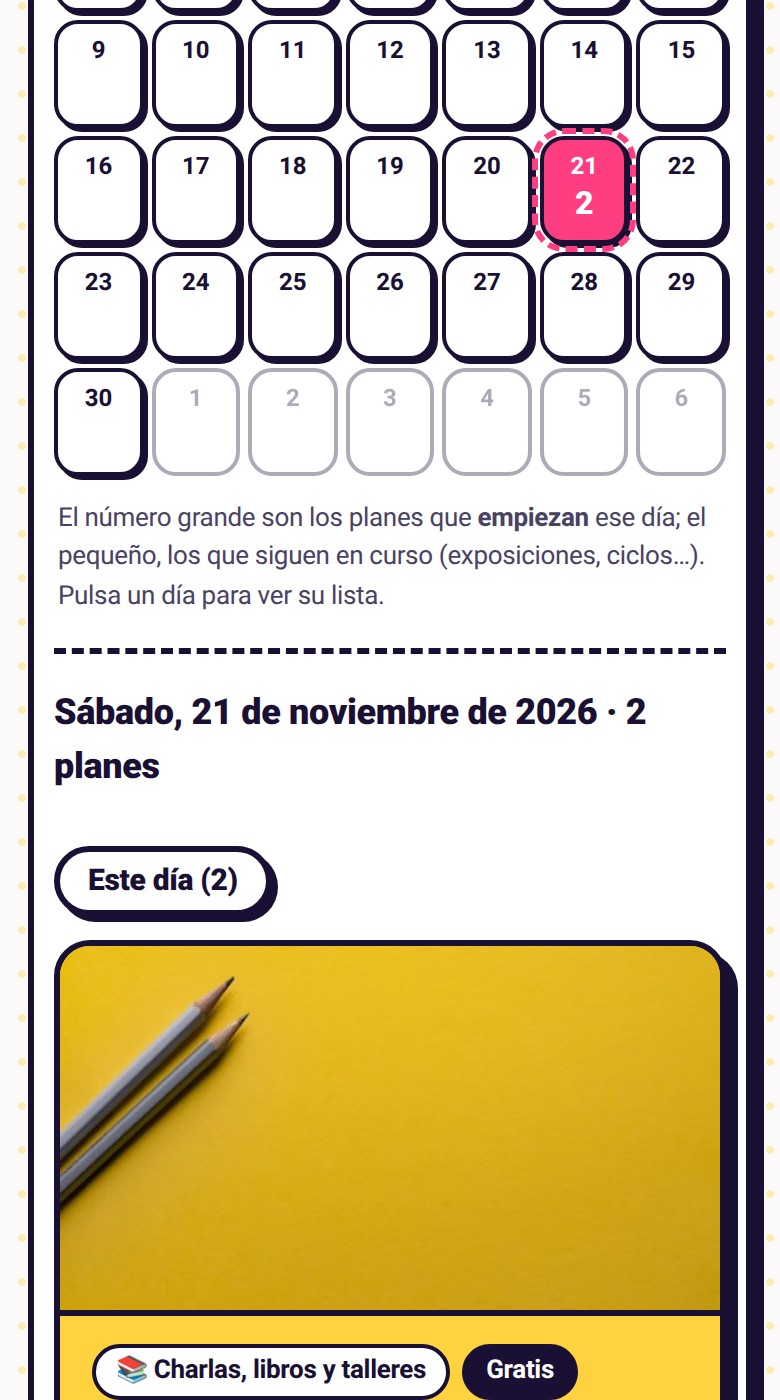 9 10 11 12 13 14 15
16 17 18 19 20 21 22
2
23 24 25 26 27 28 29
30 1 2 3 4 5 6
El número grande son los planes que empiezan ese día; el
pequeño, los que siguen en curso (exposiciones, ciclos…).
Pulsa un día para ver su lista.
Sábado, 21 de noviembre de 2026 · 2
planes
Este día (2)
📚 Charlas, libros y talleres Gratis